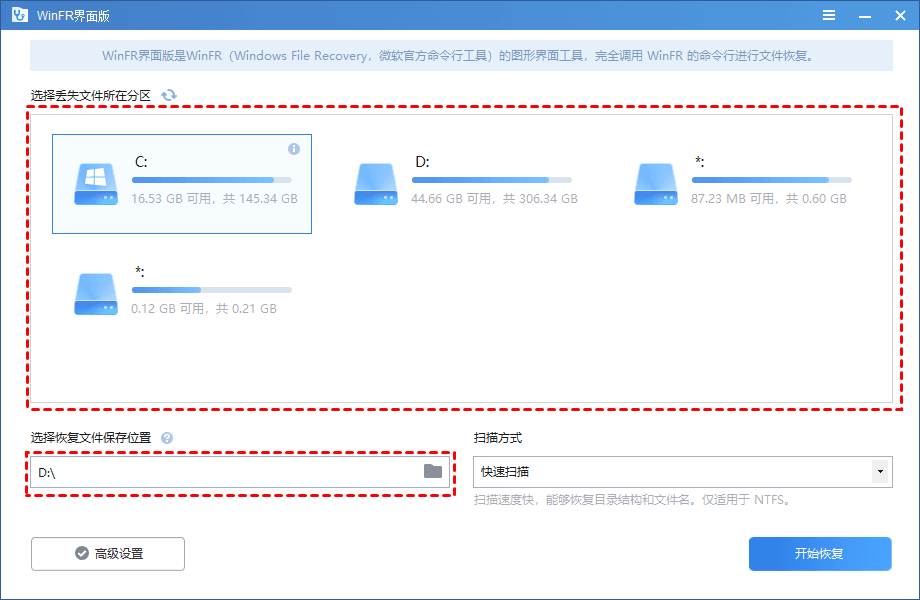 WinFR界面版
WinFR界面版是WinFR（Windows File Recovery，微软官方命令行工具）的图形界面工具，完全调用 WinFR 的命令行进行文件恢复。
选择丢失文件所在分区
C:
16.53 GB 可用，共 145.34 GB
D:
44.66 GB 可用，共 306.34 GB
*:
87.23 MB 可用，共 0.60 GB
*:
0.12 GB 可用，共 0.21 GB
选择恢复文件保存位置
D:\
扫描方式
快速扫描
扫描速度快，能够恢复目录结构和文件名。仅适用于 NTFS。
高级设置
开始恢复